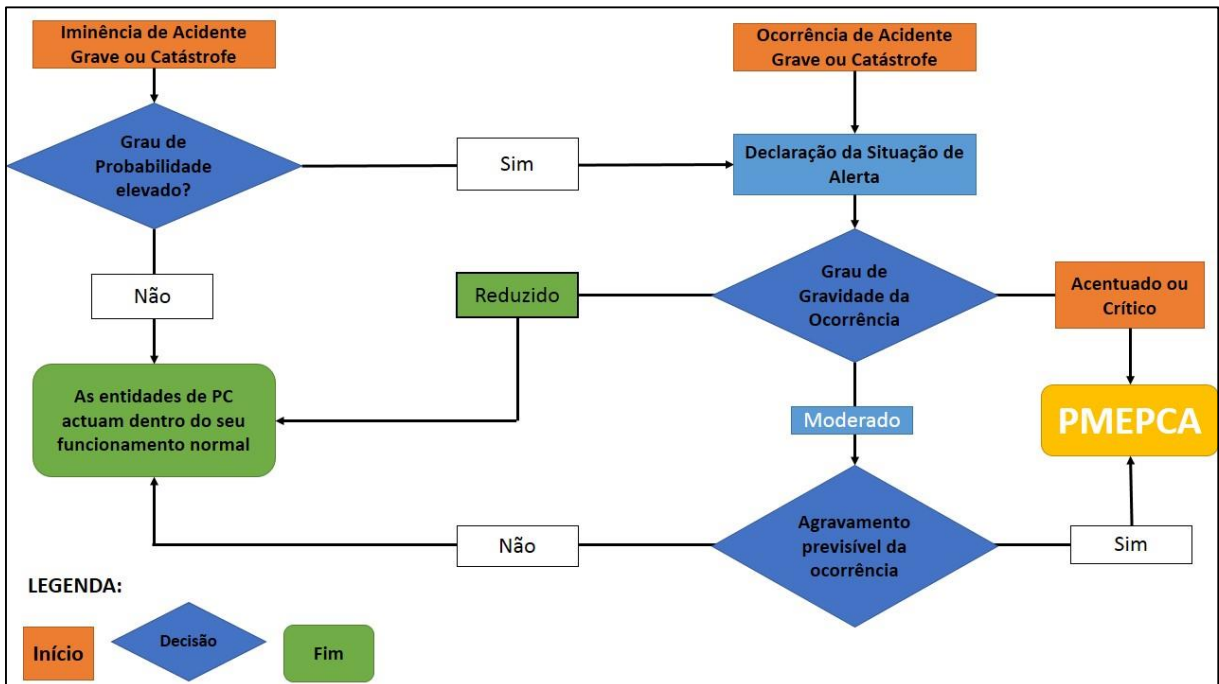 Iminência de Acidente
Grave ou Catástrofe
Ocorrência de Acidente
Grave ou Catástrofe
Grau de
Probabilidade
elevado?
Sim
Declaração da Situação de
Alerta
Não
Reduzido
Grau de
Gravidade da
Ocorrência
Acentuado ou
Crítico
As entidades de PC
actuam dentro do seu
funcionamento normal
Moderado
PMEPCA
Não
Agravamento
previsível da
ocorrência
Sim
LEGENDA:
Início
Decisão
Fim